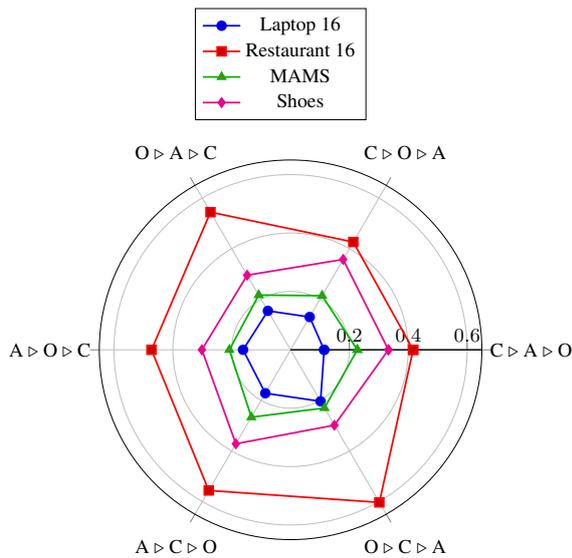 Laptop 16
Restaurant 16
MAMS
Shoes
O ▷ A ▷ C
C ▷ O ▷ A
A ▷ O ▷ C
0.2
0.4
0.6
C ▷ A ▷ O
A ▷ C ▷ O
O ▷ C ▷ A